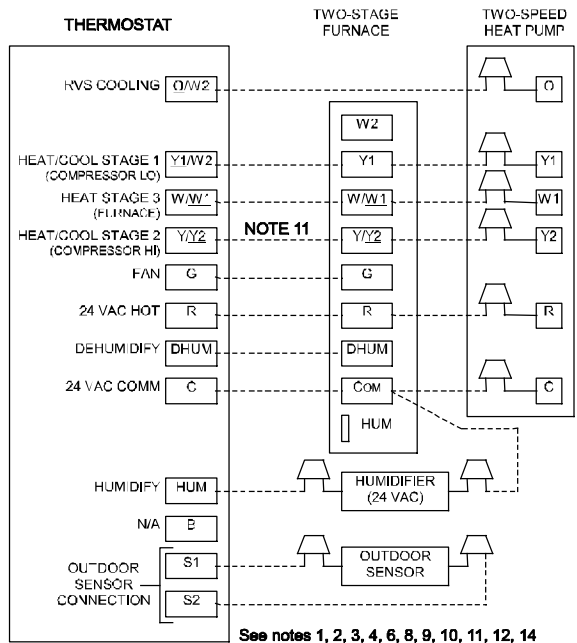 THERMOSTAT
TWO-STAGE
FURNACE
TWO-SPEED
HEAT PUMP
RVS COOLING O/W2 O
W2
HEAT/COOL STAGE 1 Y1/W2 Y1 Y1
(COMPRESSOR LO)
HEAT STAGE 3 W/W1 NOTE 11 W/W1 W1
(FURNACE)
HEAT/COOL STAGE 2 Y/Y2 Y/Y2 Y2
(COMPRESSOR HI)
FAN G G
24 VAC HOT R R R
DEHUMIDIFY DHUM DHUM
24 VAC COMM C COM C
HUM
HUMIDIFY HUM HUMIDIFIER
(24 VAC)
N/A B
S1 OUTDOOR
SENSOR
OUTDOOR
SENSOR
CONNECTION
S2
See notes 1, 2, 3, 4, 6, 8, 9, 10, 11, 12, 14